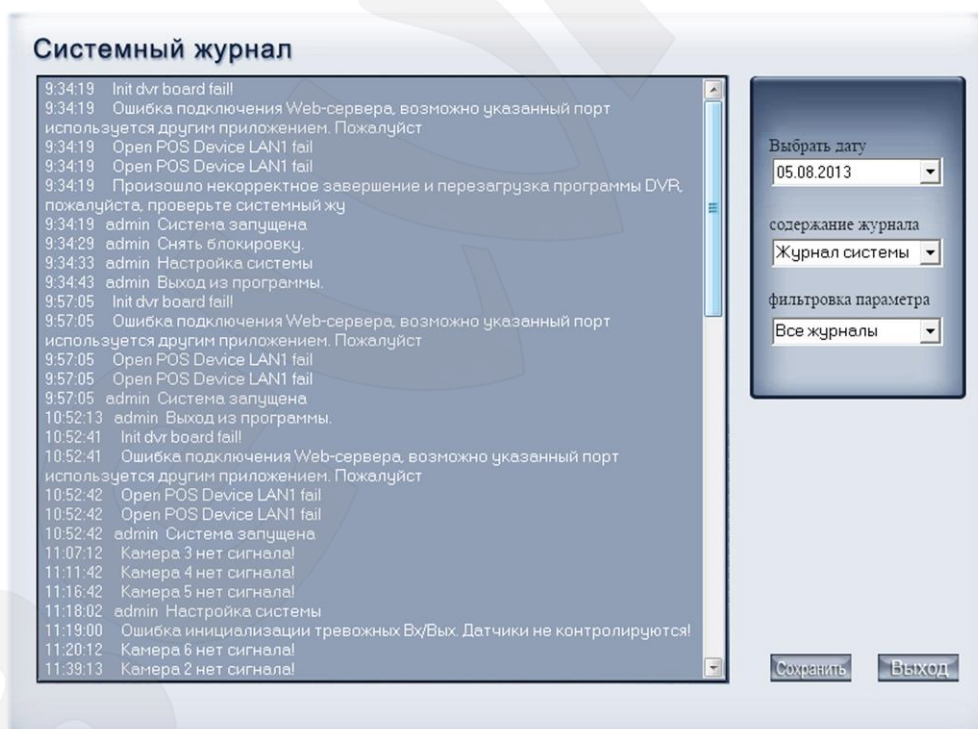 Системный журнал
9:34:19 Init dvr board fail!
9:34:19 Ошибка подключения Web-сервера, возможно указанный порт
используется другим приложением. Пожалуйст
9:34:19 Open POS Device LAN1 fail
9:34:19 Open POS Device LAN1 fail
9:34:19 Произошло некорректное завершение и перезагрузка программы DVR,
пожалуйста, проверьте системный жу
9:34:19 admin Система запущена
9:34:29 admin Снять блокировку.
9:34:33 admin Настройка системы
9:34:43 admin Выход из программы.
9:57:05 Init dvr board fail!
9:57:05 Ошибка подключения Web-сервера, возможно указанный порт
используется другим приложением. Пожалуйст
9:57:05 Open POS Device LAN1 fail
9:57:05 Open POS Device LAN1 fail
9:57:05 admin Система запущена
10:52:13 admin Выход из программы.
10:52:41 Init dvr board fail!
10:52:41 Ошибка подключения Web-сервера, возможно указанный порт
используется другим приложением. Пожалуйст
10:52:42 Open POS Device LAN1 fail
10:52:42 Open POS Device LAN1 fail
10:52:42 admin Система запущена
11:07:12 Камера 3 нет сигнала!
11:11:42 Камера 4 нет сигнала!
11:16:42 Камера 5 нет сигнала!
11:18:02 admin Настройка системы
11:19:00 Ошибка инициализации тревожных Вх/Вых. Датчики не контролируются!
11:20:12 Камера 6 нет сигнала!
11:39:13 Камера 2 нет сигнала!
Выбрать дату
05.08.2013
содержание журнала
Журнал системы
фильтровка параметра
Все журналы
Сохранить
Выход